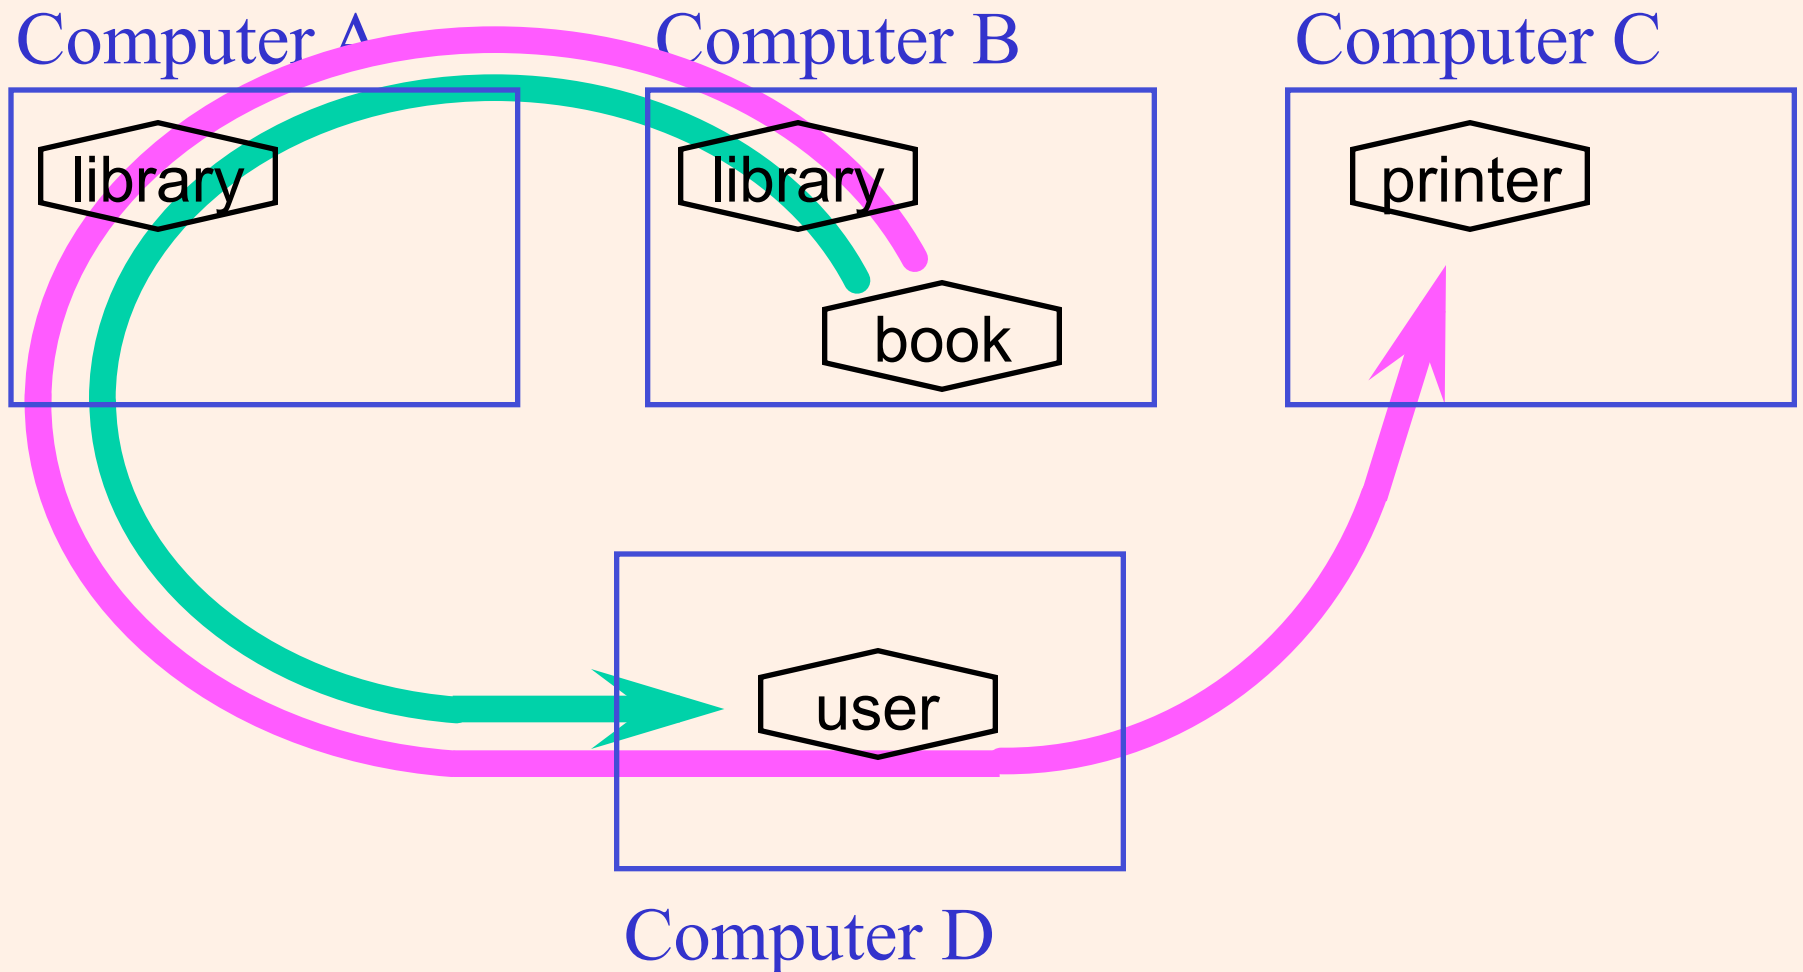 Computer A
Computer B
Computer C
library
library
printer
book
user
Computer D